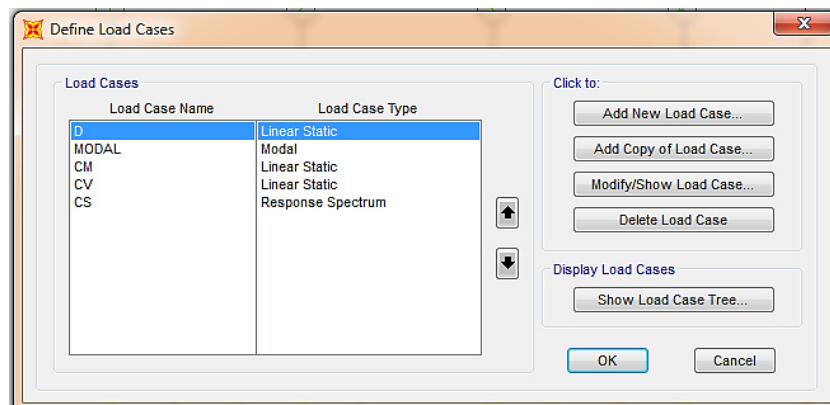 Define Load Cases
Load Cases
Load Case Name Load Case Type
D Linear Static
MODAL Modal
CM Linear Static
CV Linear Static
CS Response Spectrum
Click to:
Add New Load Case...
Add Copy of Load Case...
Modify/Show Load Case...
Delete Load Case
Display Load Cases
Show Load Case Tree...
OK Cancel